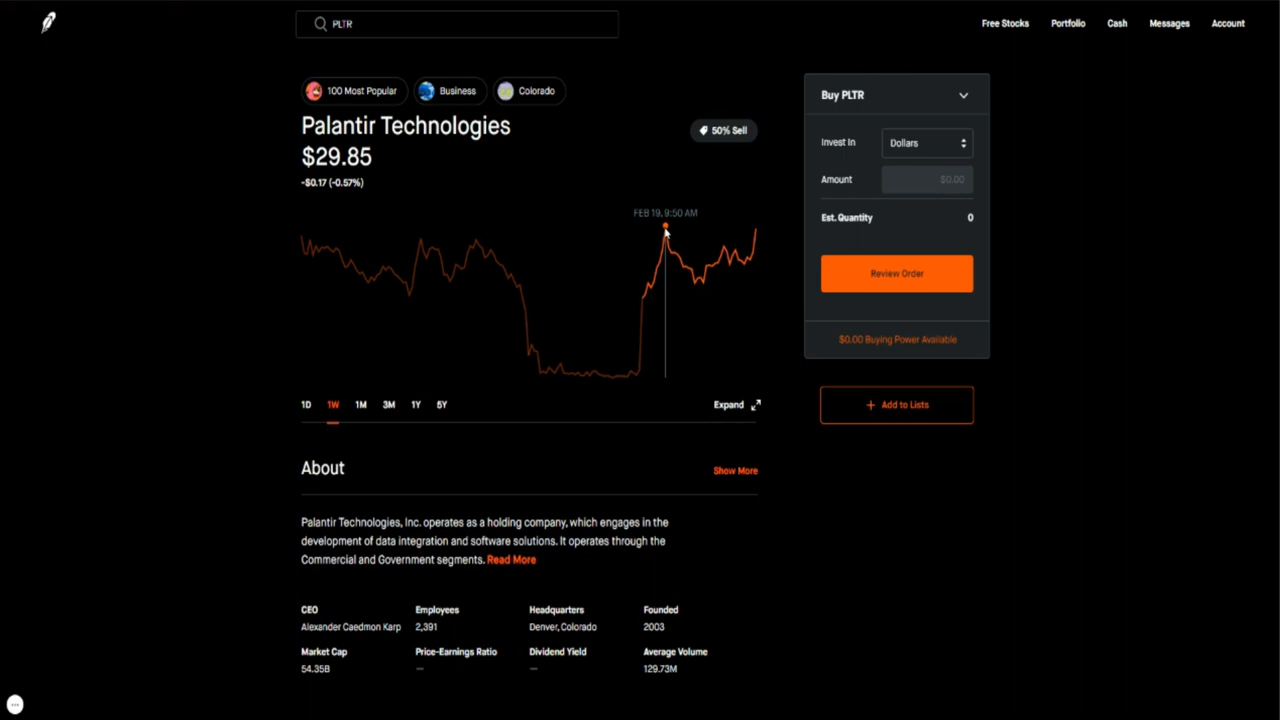 PLTR
Free Stocks Portfolio Cash Messages Account
100 Most Popular Business Colorado
Palantir Technologies
$29.85
-$0.17 (-0.57%)
50% Sell
FEB 19, 9:50 AM
1D 1W 1M 3M 1Y 5Y
Expand
Buy PLTR
Invest In Dollars
Amount $0.00
Est. Quantity 0
Review Order
$0.00 Buying Power Available
+ Add to Lists
About
Show More
Palantir Technologies, Inc. operates as a holding company, which engages in the
development of data integration and software solutions. It operates through the
Commercial and Government segments. Read More
CEO Employees Headquarters Founded
Alexander Caedmon Karp 2,391 Denver, Colorado 2003
Market Cap Price-Earnings Ratio Dividend Yield Average Volume
54.35B — — 129.73M